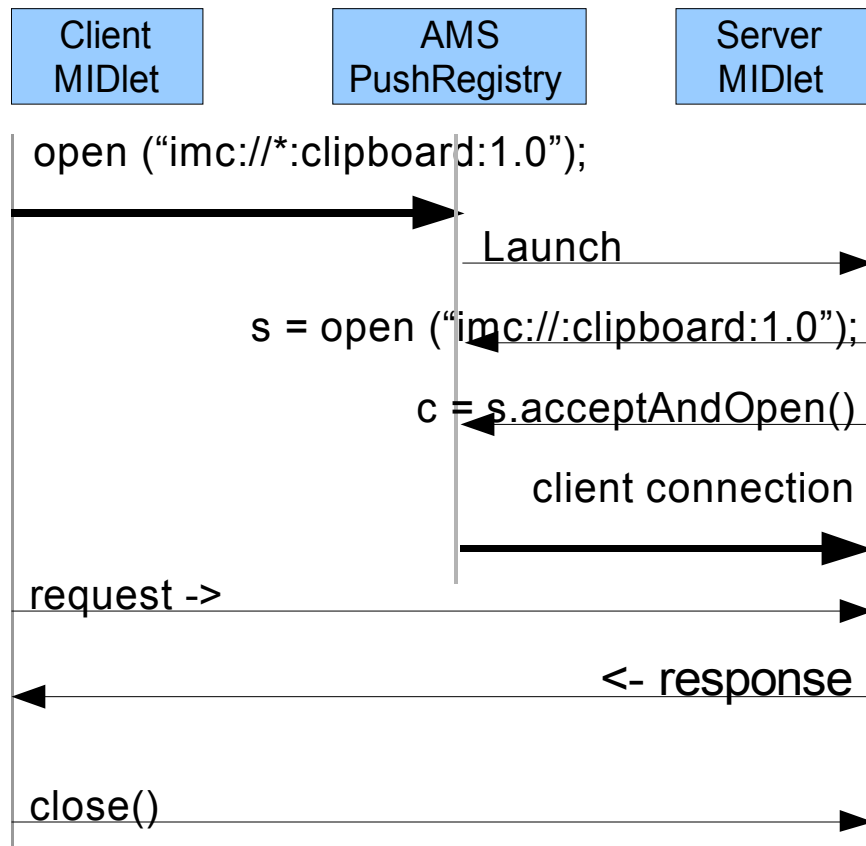 Client
MIDlet
AMS
PushRegistry
Server
MIDlet
open (“imc://*:clipboard:1.0”);
Launch
s = open (“imc://:clipboard:1.0”);
c = s.acceptAndOpen()
client connection
request ->
<- response
close()